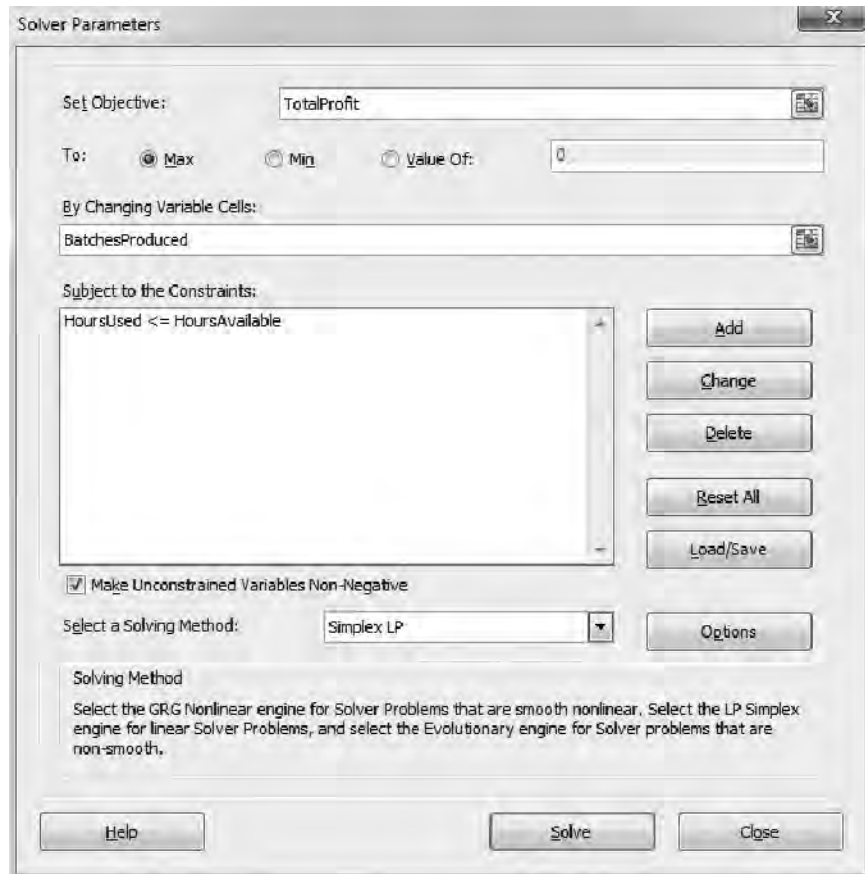 Solver Parameters
Set Objective: TotalProfit
To: Max Min Value Of: 0
By Changing Variable Cells:
BatchesProduced
Subject to the Constraints:
HoursUsed <= HoursAvailable
Add
Change
Delete
Reset All
Load/Save
Make Unconstrained Variables Non-Negative
Select a Solving Method: Simplex LP Options
Solving Method
Select the GRG Nonlinear engine for Solver Problems that are smooth nonlinear. Select the LP Simplex
engine for linear Solver Problems, and select the Evolutionary engine for Solver problems that are
non-smooth.
Help Solve Close